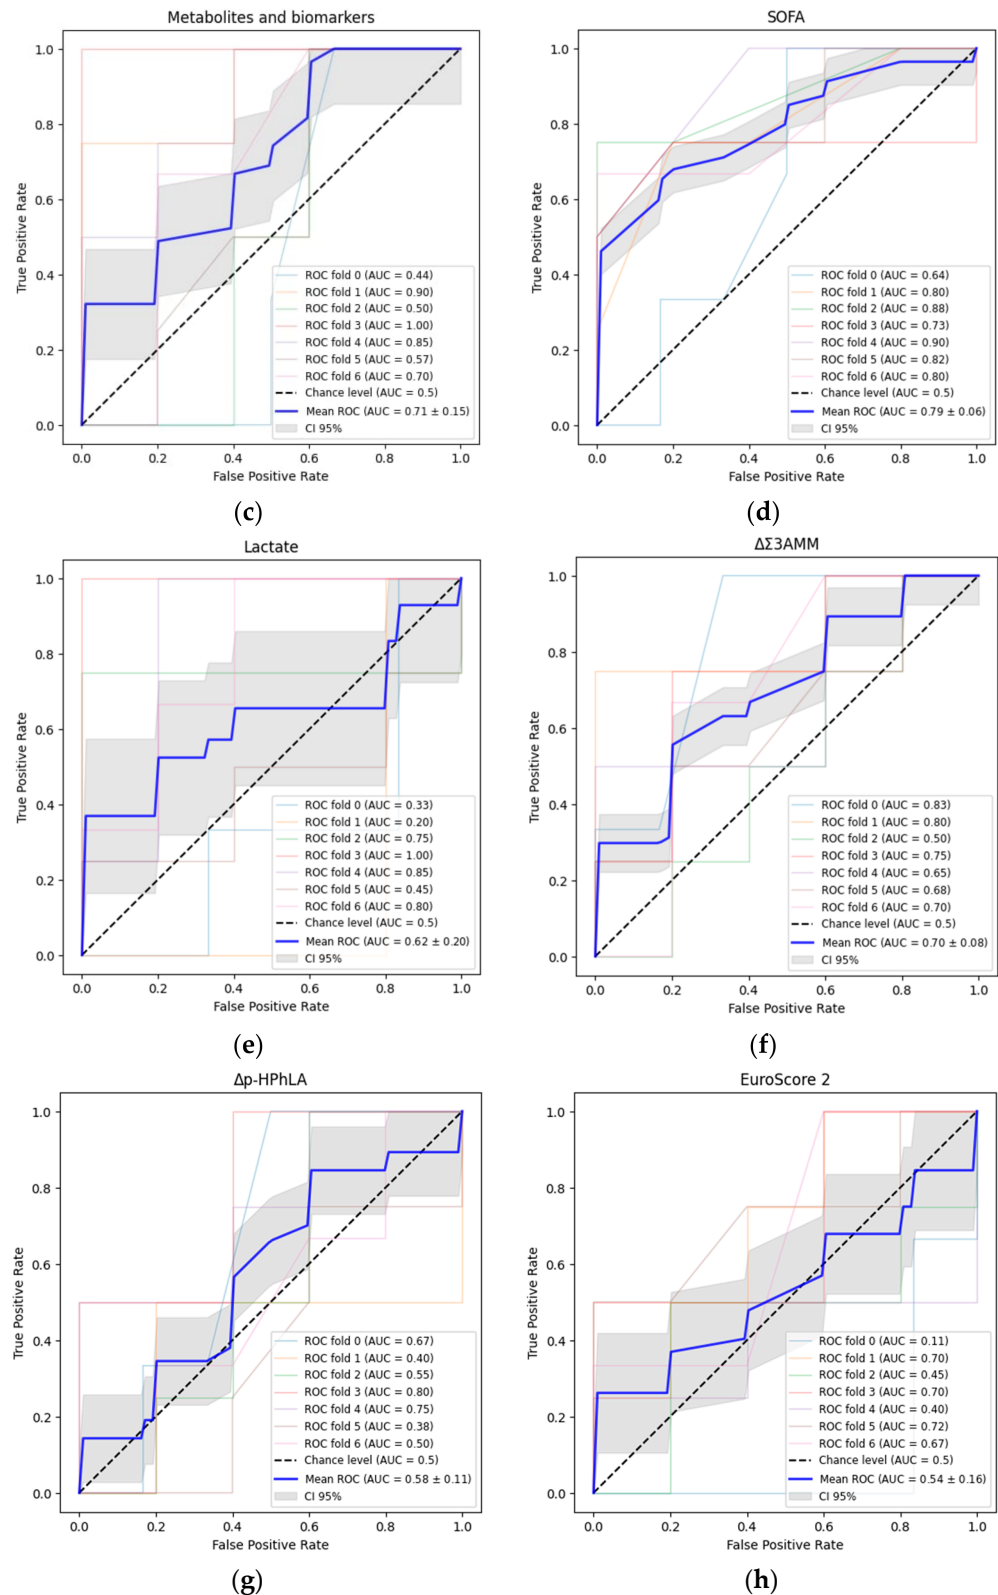 Metabolites and biomarkers
True Positive Rate
1.0
0.8
0.6
0.4
0.2
0.0
ROC fold 0 (AUC = 0.44)
ROC fold 1 (AUC = 0.90)
ROC fold 2 (AUC = 0.50)
ROC fold 3 (AUC = 1.00)
ROC fold 4 (AUC = 0.85)
ROC fold 5 (AUC = 0.57)
ROC fold 6 (AUC = 0.70)
Chance level (AUC = 0.5)
Mean ROC (AUC = 0.71 ± 0.15)
CI 95%
0.0 0.2 0.4 0.6 0.8 1.0
False Positive Rate
(c)
SOFA
True Positive Rate
1.0
0.8
0.6
0.4
0.2
0.0
ROC fold 0 (AUC = 0.64)
ROC fold 1 (AUC = 0.80)
ROC fold 2 (AUC = 0.88)
ROC fold 3 (AUC = 0.73)
ROC fold 4 (AUC = 0.90)
ROC fold 5 (AUC = 0.82)
ROC fold 6 (AUC = 0.80)
Chance level (AUC = 0.5)
Mean ROC (AUC = 0.79 ± 0.06)
CI 95%
0.0 0.2 0.4 0.6 0.8 1.0
False Positive Rate
(d)
Lactate
True Positive Rate
1.0
0.8
0.6
0.4
0.2
0.0
ROC fold 0 (AUC = 0.33)
ROC fold 1 (AUC = 0.20)
ROC fold 2 (AUC = 0.75)
ROC fold 3 (AUC = 1.00)
ROC fold 4 (AUC = 0.85)
ROC fold 5 (AUC = 0.45)
ROC fold 6 (AUC = 0.80)
Chance level (AUC = 0.5)
Mean ROC (AUC = 0.62 ± 0.20)
CI 95%
0.0 0.2 0.4 0.6 0.8 1.0
False Positive Rate
(e)
ΔΣ3AMM
True Positive Rate
1.0
0.8
0.6
0.4
0.2
0.0
ROC fold 0 (AUC = 0.83)
ROC fold 1 (AUC = 0.80)
ROC fold 2 (AUC = 0.50)
ROC fold 3 (AUC = 0.75)
ROC fold 4 (AUC = 0.65)
ROC fold 5 (AUC = 0.68)
ROC fold 6 (AUC = 0.70)
Chance level (AUC = 0.5)
Mean ROC (AUC = 0.70 ± 0.08)
CI 95%
0.0 0.2 0.4 0.6 0.8 1.0
False Positive Rate
(f)
Δp-HPhLA
True Positive Rate
1.0
0.8
0.6
0.4
0.2
0.0
ROC fold 0 (AUC = 0.67)
ROC fold 1 (AUC = 0.40)
ROC fold 2 (AUC = 0.55)
ROC fold 3 (AUC = 0.80)
ROC fold 4 (AUC = 0.75)
ROC fold 5 (AUC = 0.38)
ROC fold 6 (AUC = 0.50)
Chance level (AUC = 0.5)
Mean ROC (AUC = 0.58 ± 0.11)
CI 95%
0.0 0.2 0.4 0.6 0.8 1.0
False Positive Rate
(g)
EuroScore 2
True Positive Rate
1.0
0.8
0.6
0.4
0.2
0.0
ROC fold 0 (AUC = 0.11)
ROC fold 1 (AUC = 0.70)
ROC fold 2 (AUC = 0.45)
ROC fold 3 (AUC = 0.70)
ROC fold 4 (AUC = 0.40)
ROC fold 5 (AUC = 0.72)
ROC fold 6 (AUC = 0.67)
Chance level (AUC = 0.5)
Mean ROC (AUC = 0.54 ± 0.16)
CI 95%
0.0 0.2 0.4 0.6 0.8 1.0
False Positive Rate
(h)